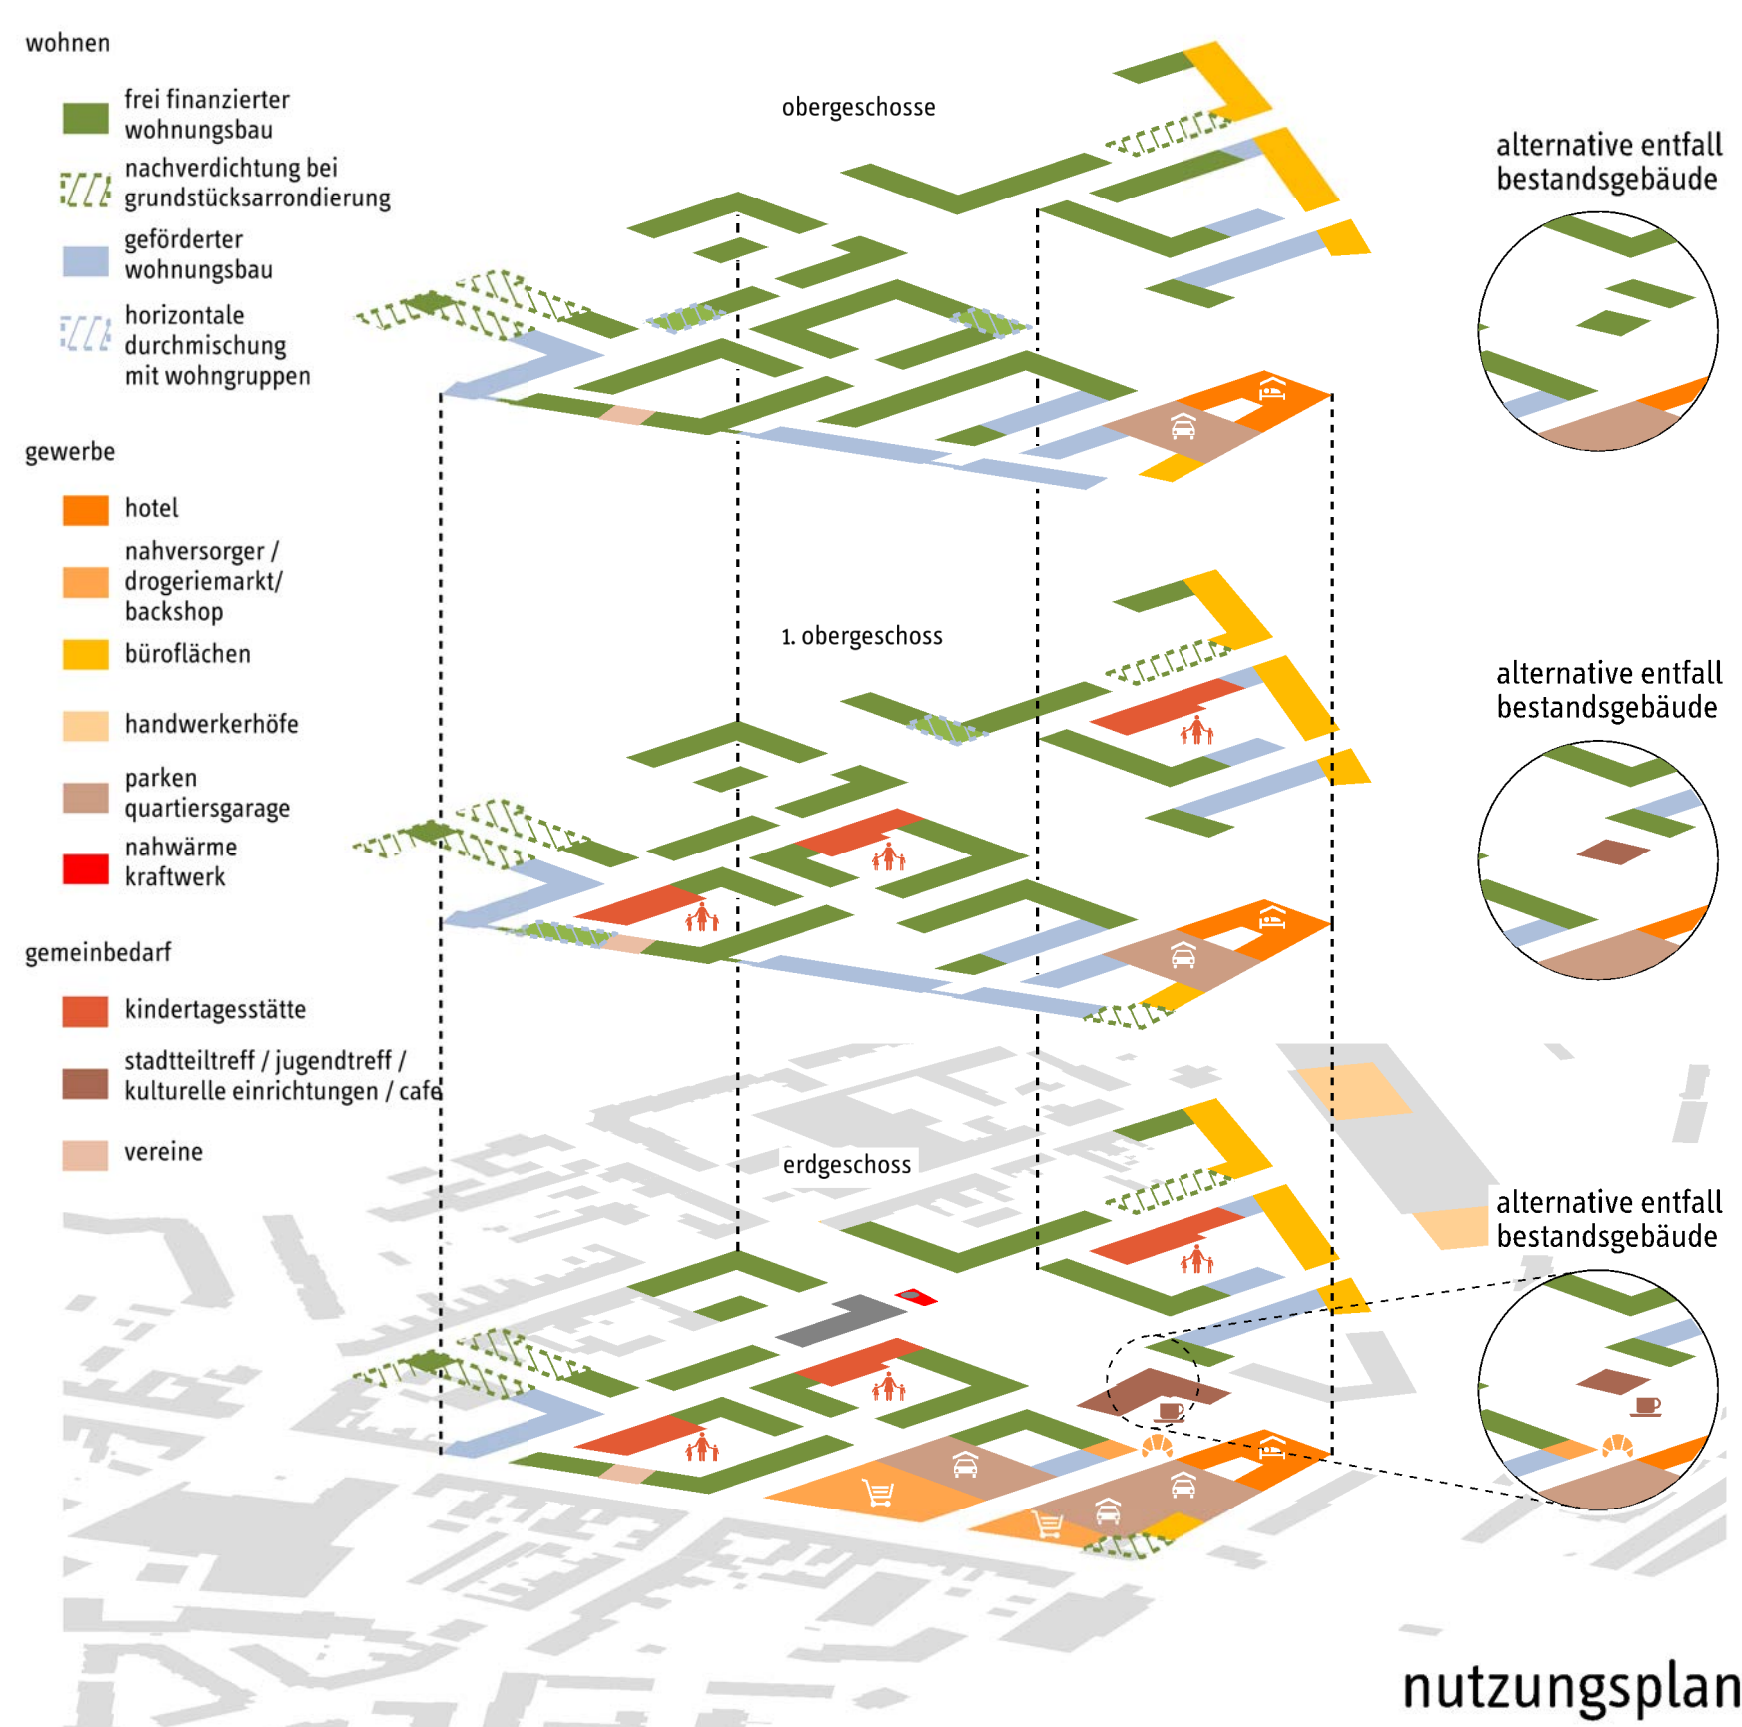 wohnen
frei finanzierter
wohnungsbau
nachverdichtung bei
grundstücksarrondierung
geförderter
wohnungsbau
horizontale
durchmischung
mit wohngruppen
gewerbe
hotel
nahversorger /
drogeriemarkt/
backshop
büroflächen
handwerkerhöfe
parken
quartiersgarage
nahwärme
kraftwerk
gemeinbedarf
kindertagesstätte
stadtteiltreff / jugendtreff /
kulturelle einrichtungen / cafe
vereine
obergeschosse
alternative entfall
bestandsgebäude
1. obergeschoss
alternative entfall
bestandsgebäude
erdgeschoss
alternative entfall
bestandsgebäude
nutzungsplan